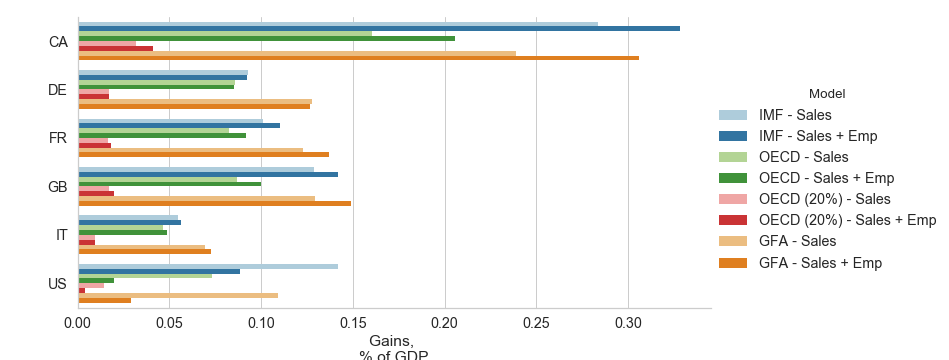 CA
DE
FR
GB
IT
US
0.00 0.05 0.10 0.15 0.20 0.25 0.30
Gains,
% of GDP
Model
IMF - Sales
IMF - Sales + Emp
OECD - Sales
OECD - Sales + Emp
OECD (20%) - Sales
OECD (20%) - Sales + Emp
GFA - Sales
GFA - Sales + Emp